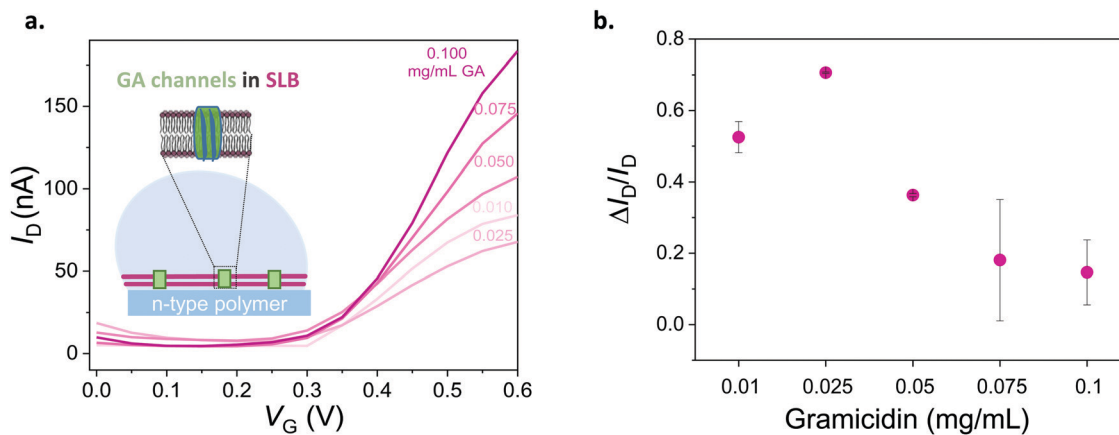 a.
GA channels in SLB
n-type polymer
0.100
mg/mL GA
0.075
0.050
0.010
0.025
150
100
50
0
I_D (nA)
0.0 0.1 0.2 0.3 0.4 0.5 0.6
V_G (V)
b.
0.8
0.6
0.4
0.2
0.0
ΔI_D/I_D
0.01 0.025 0.05 0.075 0.1
Gramicidin (mg/mL)